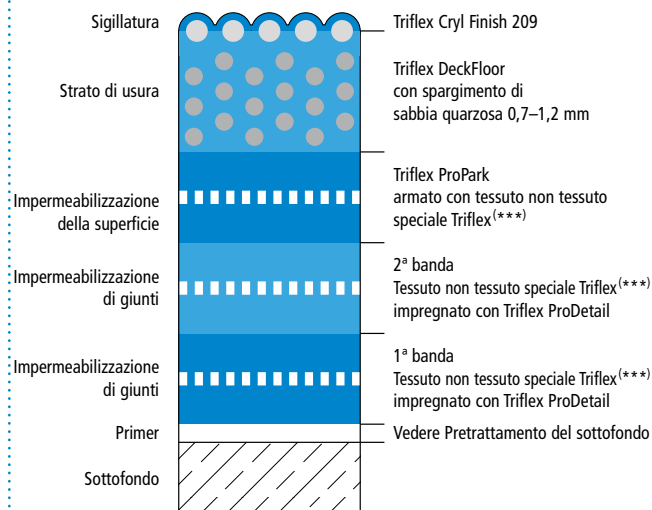 Sigillatura
Triflex Cryl Finish 209
Strato di usura
Triflex DeckFloor
con spargimento di
sabbia quarzosa 0,7–1,2 mm
Impermeabilizzazione
della superficie
Triflex ProPark
armato con tessuto non tessuto
speciale Triflex(***)
Impermeabilizzazione
di giunti
2ª banda
Tessuto non tessuto speciale Triflex(***)
impregnato con Triflex ProDetail
Impermeabilizzazione
di giunti
1ª banda
Tessuto non tessuto speciale Triflex(***)
impregnato con Triflex ProDetail
Primer
Vedere Pretrattamento del sottofondo
Sottofondo